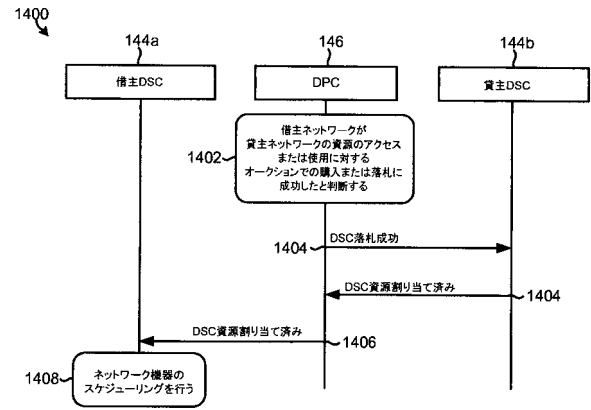 1400
144a
146
144b
借主DSC
DPC
貸主DSC
1402
借主ネットワークが
貸主ネットワークの資源のアクセス
または使用に対する
オークションでの購入または落札に
成功したと判断する
1404
DSC落札成功
DSC資源割り当て済み
1404
DSC資源割り当て済み
1406
1408
ネットワーク機器の
スケジューリングを行う